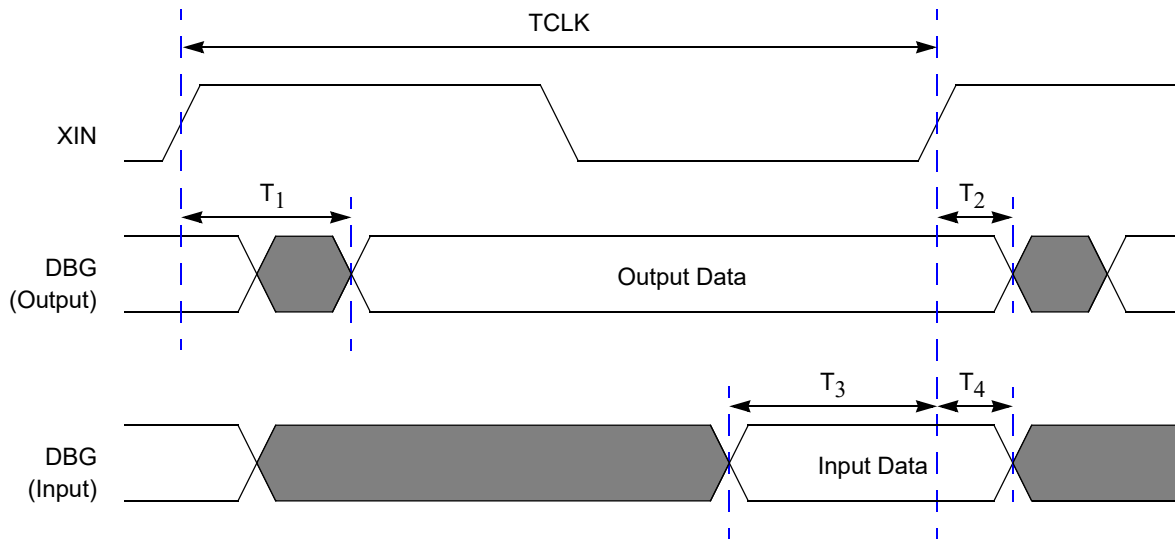 TCLK
XIN
T1
T2
DBG
(Output)
Output Data
T3
T4
DBG
(Input)
Input Data